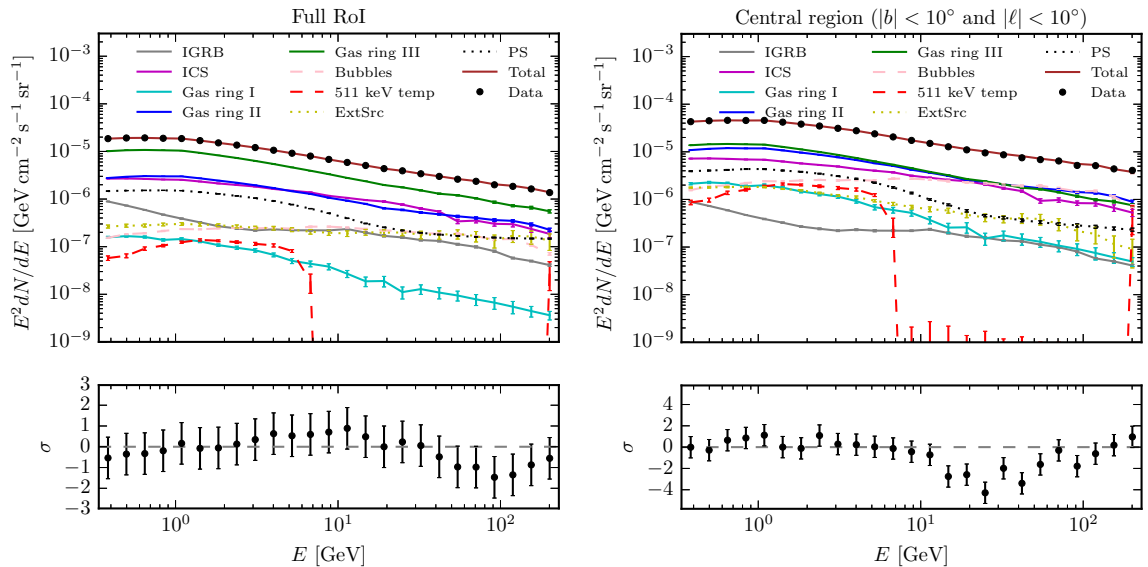 Full RoI
10⁻³
10⁻⁴
10⁻⁵
10⁻⁶
10⁻⁷
10⁻⁸
10⁻⁹
E²dN/dE [GeV cm⁻² s⁻¹ sr⁻¹]
IGRB
ICS
Gas ring I
Gas ring II
Gas ring III
Bubbles
511 keV temp
ExtSrc
PS
Total
Data
3
2
1
0
−1
−2
−3
σ
10⁰
10¹
10²
E [GeV]
Central region (|b| < 10° and |ℓ| < 10°)
10⁻³
10⁻⁴
10⁻⁵
10⁻⁶
10⁻⁷
10⁻⁸
10⁻⁹
E²dN/dE [GeV cm⁻² s⁻¹ sr⁻¹]
IGRB
ICS
Gas ring I
Gas ring II
Gas ring III
Bubbles
511 keV temp
ExtSrc
PS
Total
Data
4
2
0
−2
−4
σ
10⁰
10¹
10²
E [GeV]